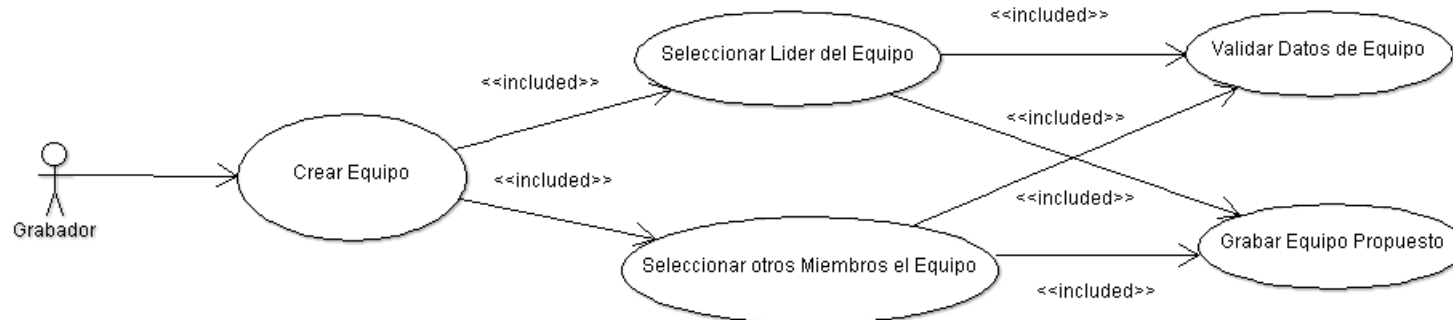 <<included>>
Seleccionar Lider del Equipo
Validar Datos de Equipo
<<included>>
<<included>>
Crear Equipo
<<included>>
<<included>>
Grabador
Seleccionar otros Miembros el Equipo
Grabar Equipo Propuesto
<<included>>